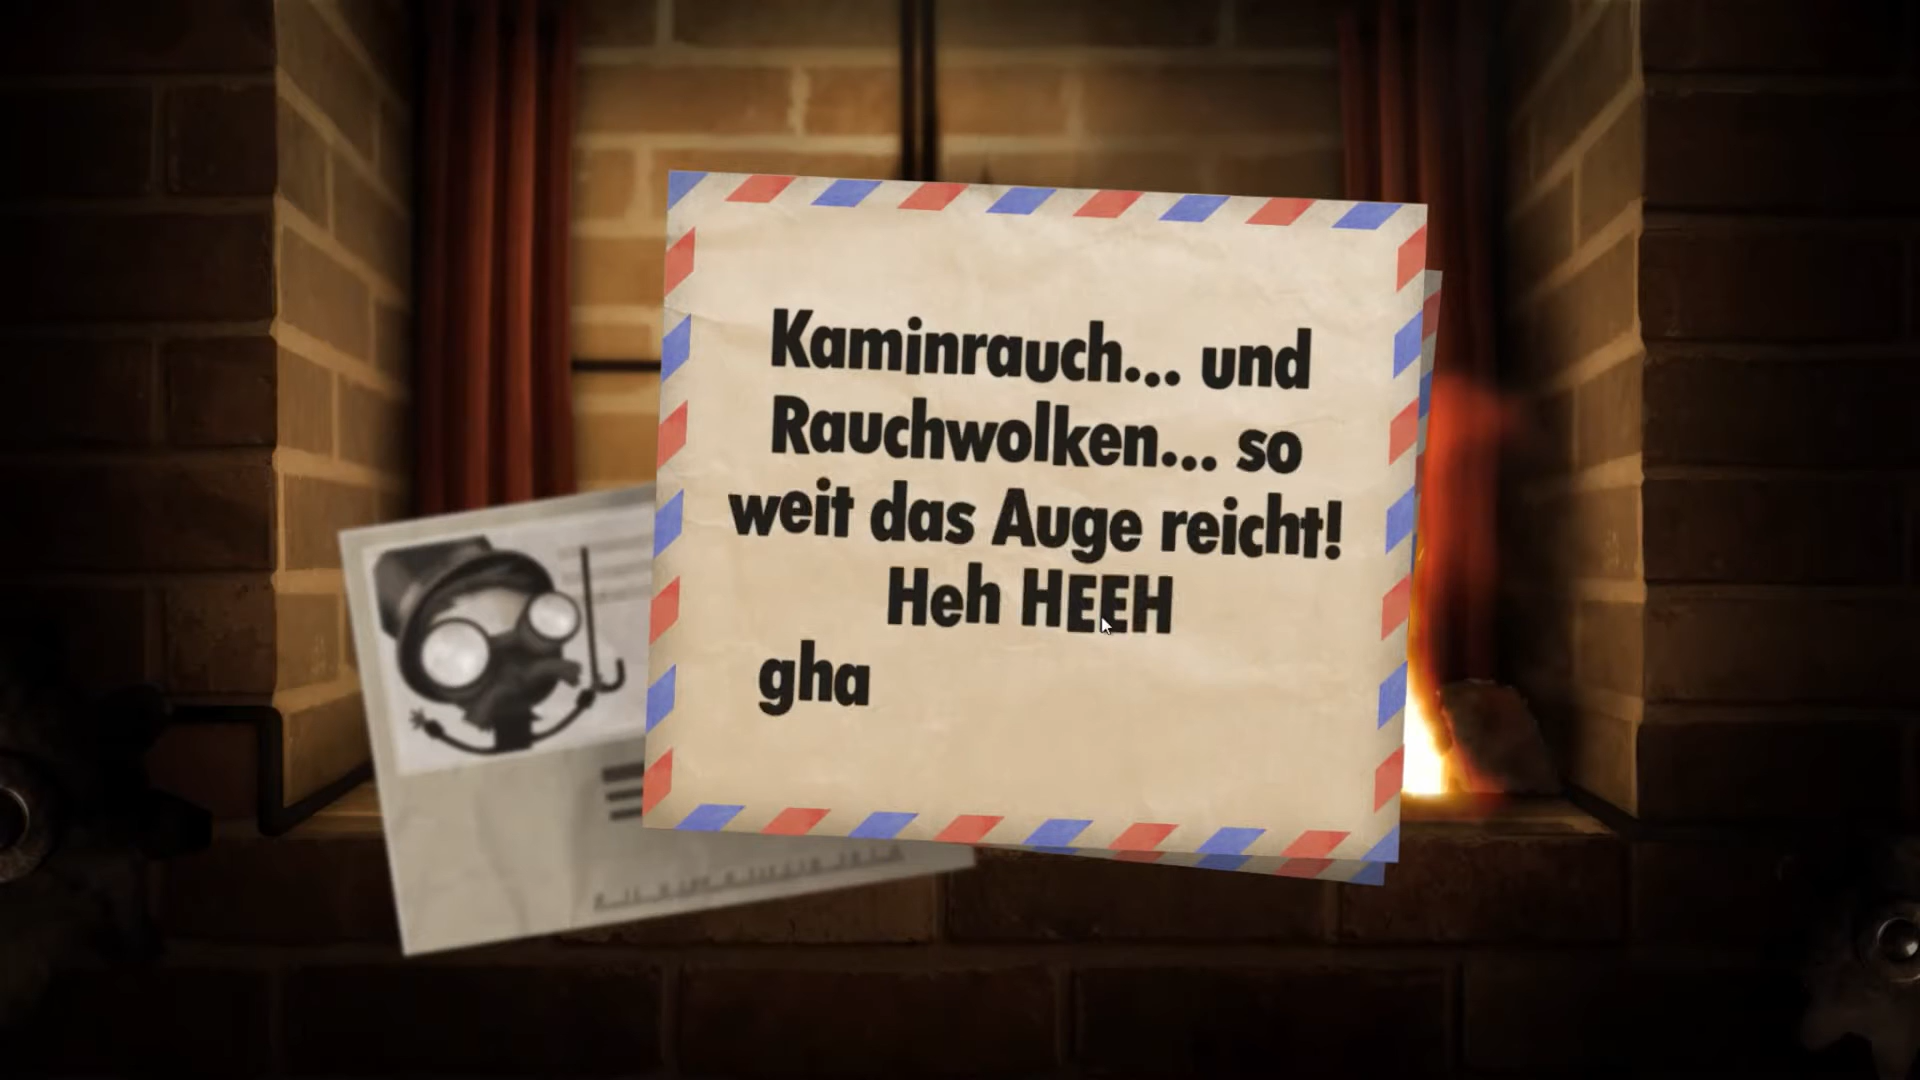 Kaminrauch... und
Rauchwolken... so
weit das Auge reicht!
Heh HEEH
gha